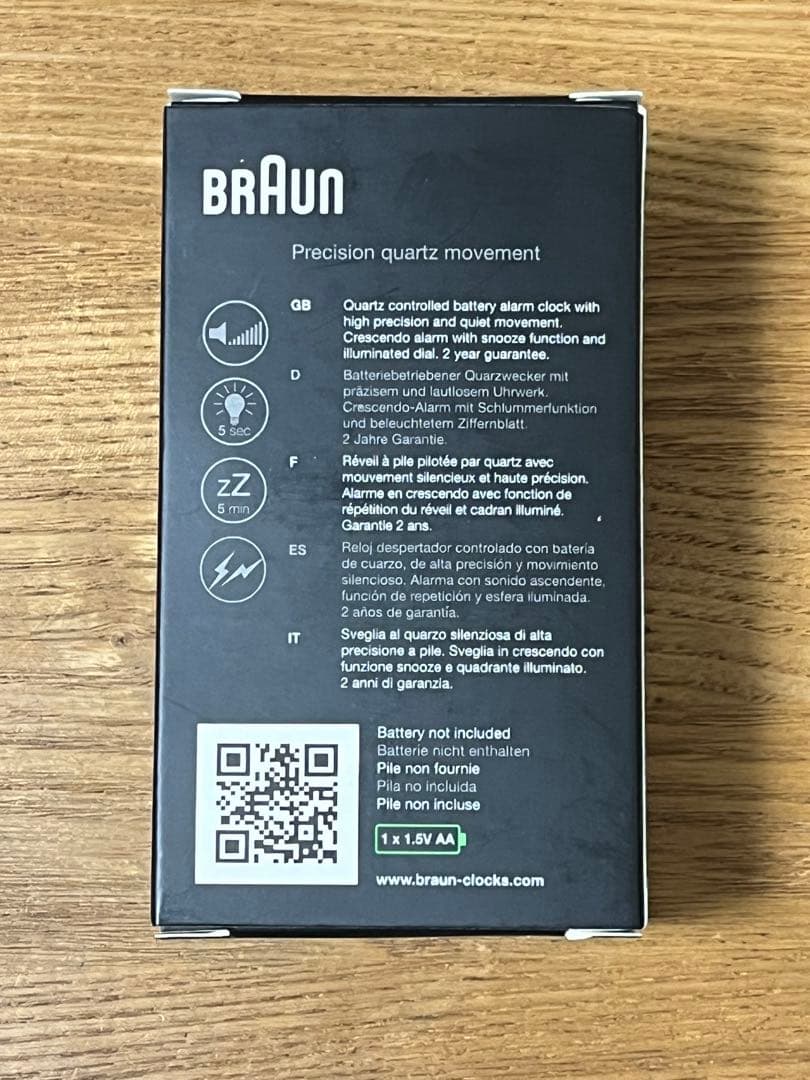 BRAUN
Precision quartz movement
GB
Quartz controlled battery alarm clock with
high precision and quiet movement.
Crescendo alarm with snooze function and
illuminated dial. 2 year guarantee.
D
Batteriebetriebener Quarzwecker mit
präzisem und lautlosem Uhrwerk.
Crescendo-Alarm mit Schlummerfunktion
und beleuchtetem Ziffernblatt.
2 Jahre Garantie.
5 sec
F
Réveil à pile pilotée par quartz avec
mouvement silencieux et haute précision.
Alarme en crescendo avec fonction de
répétition du réveil et cadran illuminé.
Garantie 2 ans.
zZ
5 min
ES
Reloj despertador controlado con batería
de cuarzo, de alta precisión y movimiento
silencioso. Alarma con sonido ascendente,
función de repetición y esfera iluminada.
2 años de garantía.
IT
Sveglia al quarzo silenziosa di alta
precisione a pile. Sveglia in crescendo con
funzione snooze e quadrante illuminato.
2 anni di garanzia.
Battery not included
Batterie nicht enthalten
Pile non fournie
Pila no incluida
Pile non incluse
1 x 1.5V AA
www.braun-clocks.com